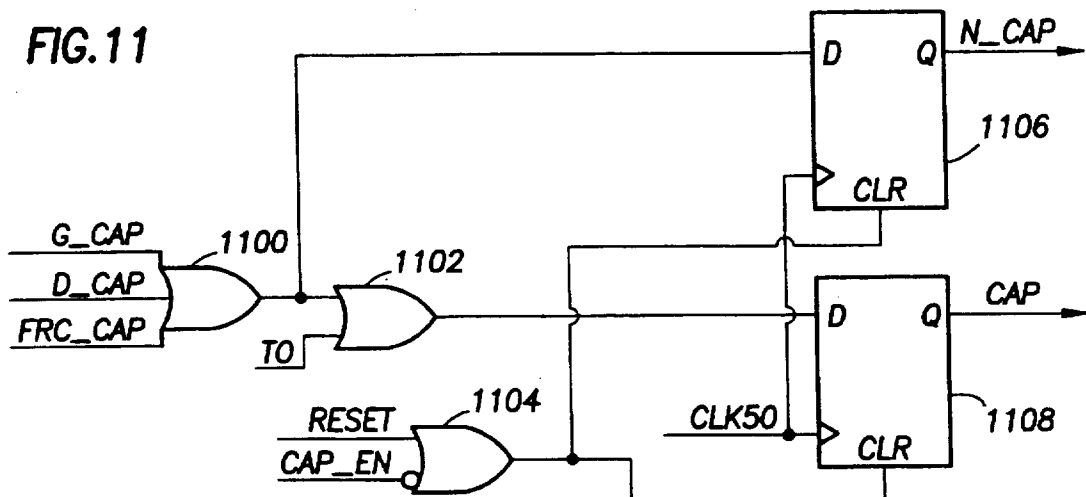 FIG. 11
D
Q
N_CAP
1106
CLR
G_CAP
1100
D_CAP
1102
FRC_CAP
TO
D
Q
CAP
RESET
1104
CLK50
1108
CAP_EN
CLR